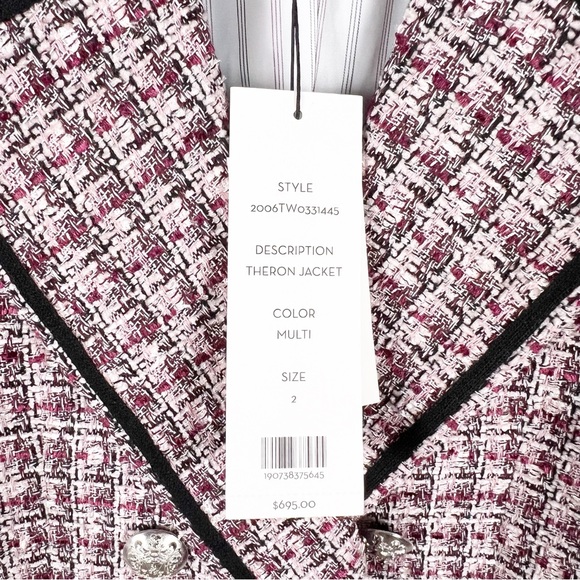 STYLE
2006TW0331445
DESCRIPTION
THERON JACKET
COLOR
MULTI
SIZE
2
190738375645
$695.00